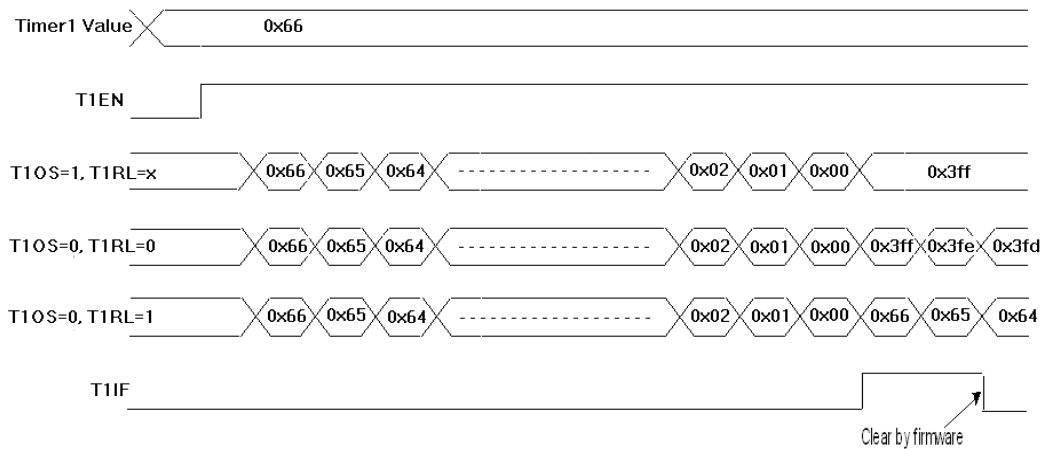 Timer1 Value 0x66
T1EN
T1OS=1, T1RL=x 0x66 0x65 0x64 0x02 0x01 0x00 0x3ff
T1OS=0, T1RL=0 0x66 0x65 0x64 0x02 0x01 0x00 0x3ff 0x3fe 0x3fd
T1OS=0, T1RL=1 0x66 0x65 0x64 0x02 0x01 0x00 0x66 0x65 0x64
T1IF
Clear by firmware